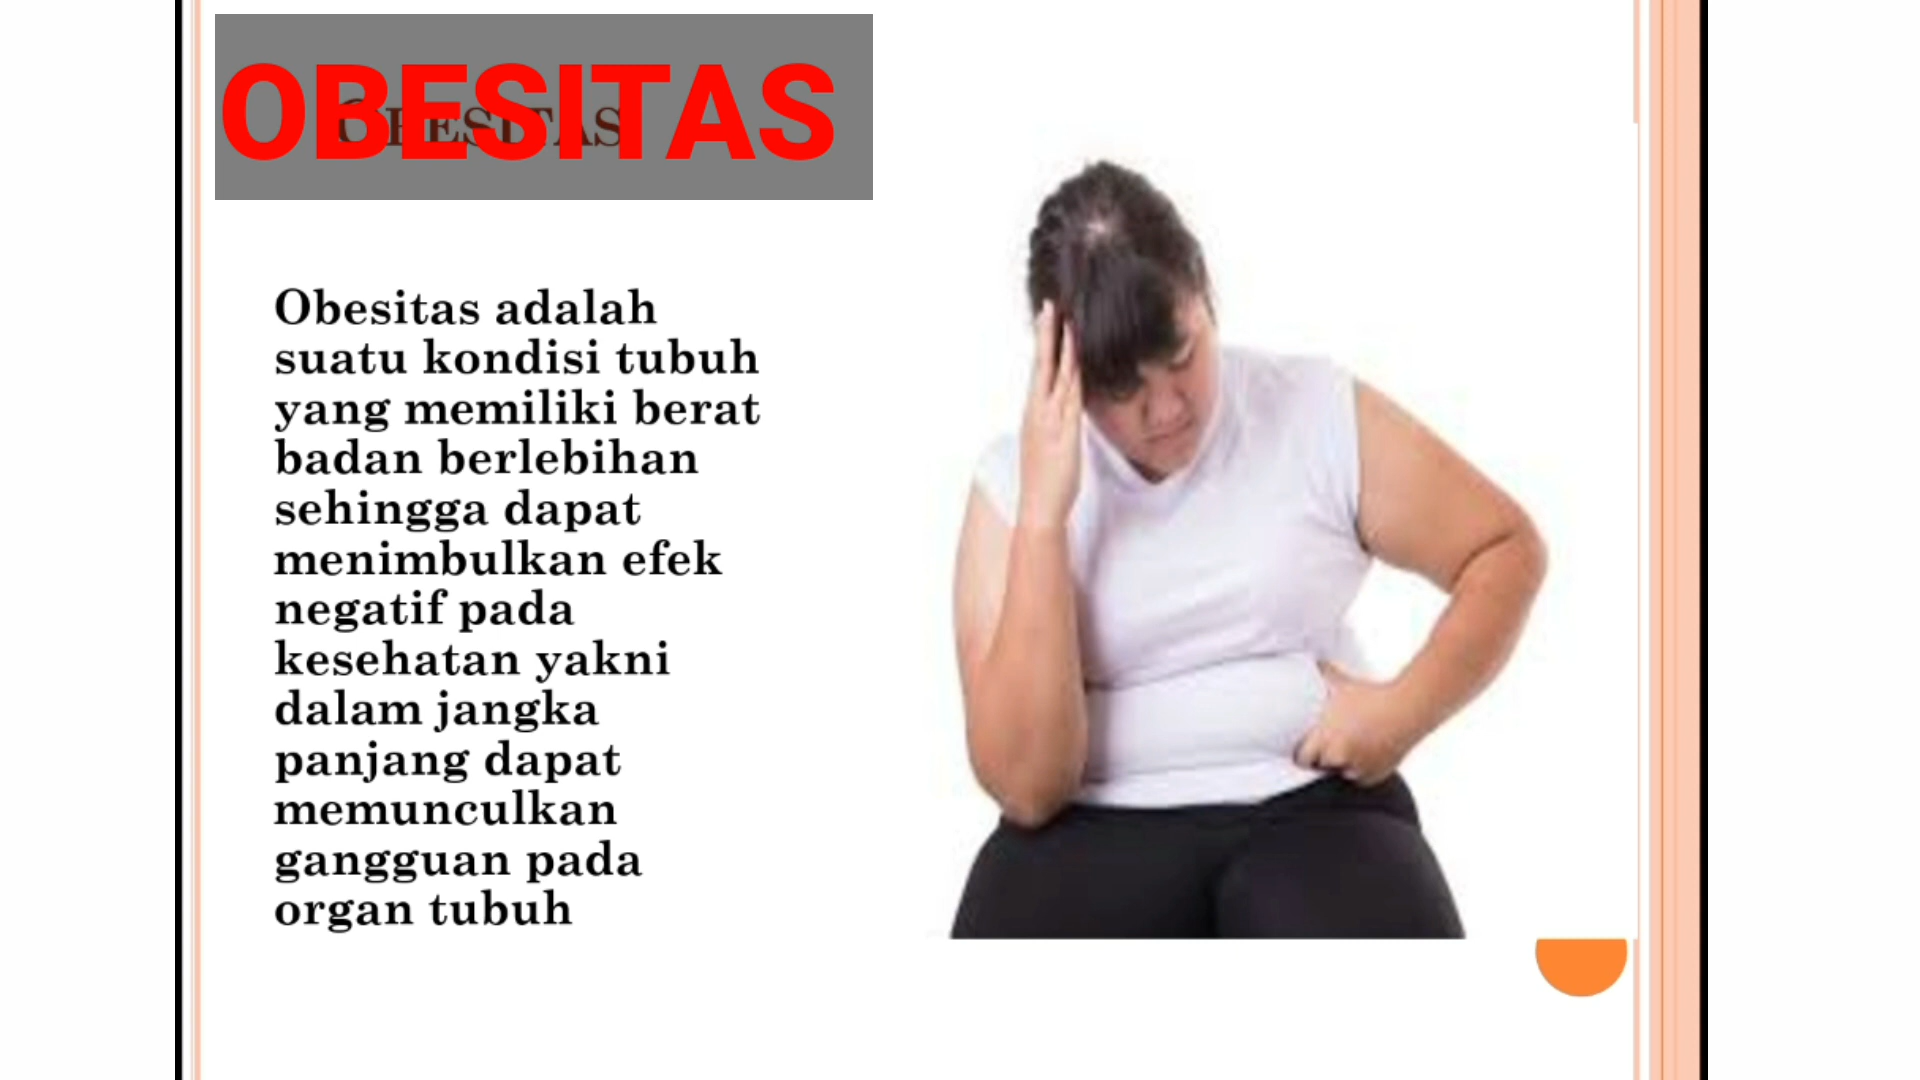 OBESITAS
OBESITAS
Obesitas adalah
suatu kondisi tubuh
yang memiliki berat
badan berlebihan
sehingga dapat
menimbulkan efek
negatif pada
kesehatan yakni
dalam jangka
panjang dapat
memunculkan
gangguan pada
organ tubuh